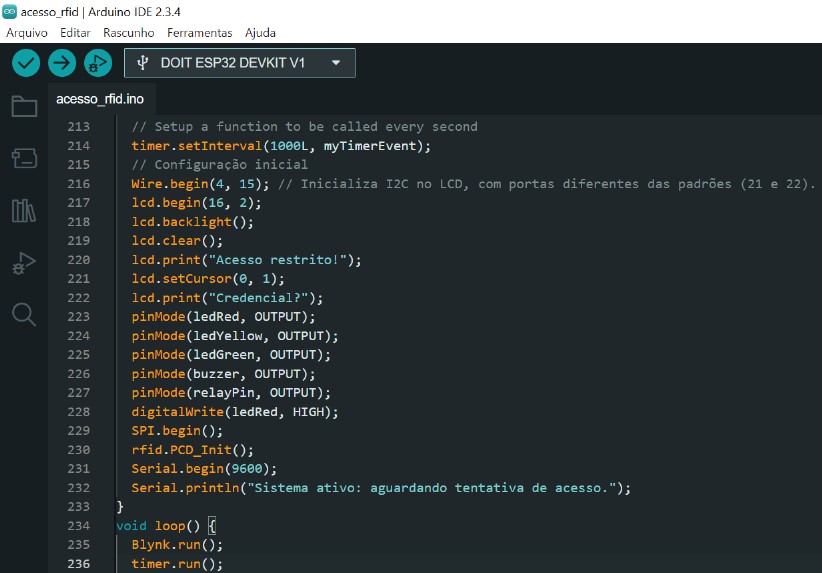 acesso_rfid | Arduino IDE 2.3.4
Arquivo Editar Rascunho Ferramentas Ajuda
DOIT ESP32 DEVKIT V1
acesso_rfid.ino
213 // Setup a function to be called every second
214 timer.setInterval(1000L, myTimerEvent);
215 // Configuração inicial
216 Wire.begin(4, 15); // Inicializa I2C no LCD, com portas diferentes das padrões (21 e 22).
217 lcd.begin(16, 2);
218 lcd.backlight();
219 lcd.clear();
220 lcd.print("Acesso restrito!");
221 lcd.setCursor(0, 1);
222 lcd.print("Credencial?");
223 pinMode(ledRed, OUTPUT);
224 pinMode(ledYellow, OUTPUT);
225 pinMode(ledGreen, OUTPUT);
226 pinMode(buzzer, OUTPUT);
227 pinMode(relayPin, OUTPUT);
228 digitalWrite(ledRed, HIGH);
229 SPI.begin();
230 rfid.PCD_Init();
231 Serial.begin(9600);
232 Serial.println("Sistema ativo: aguardando tentativa de acesso.");
233 }
234 void loop() {
235 Blynk.run();
236 timer.run();